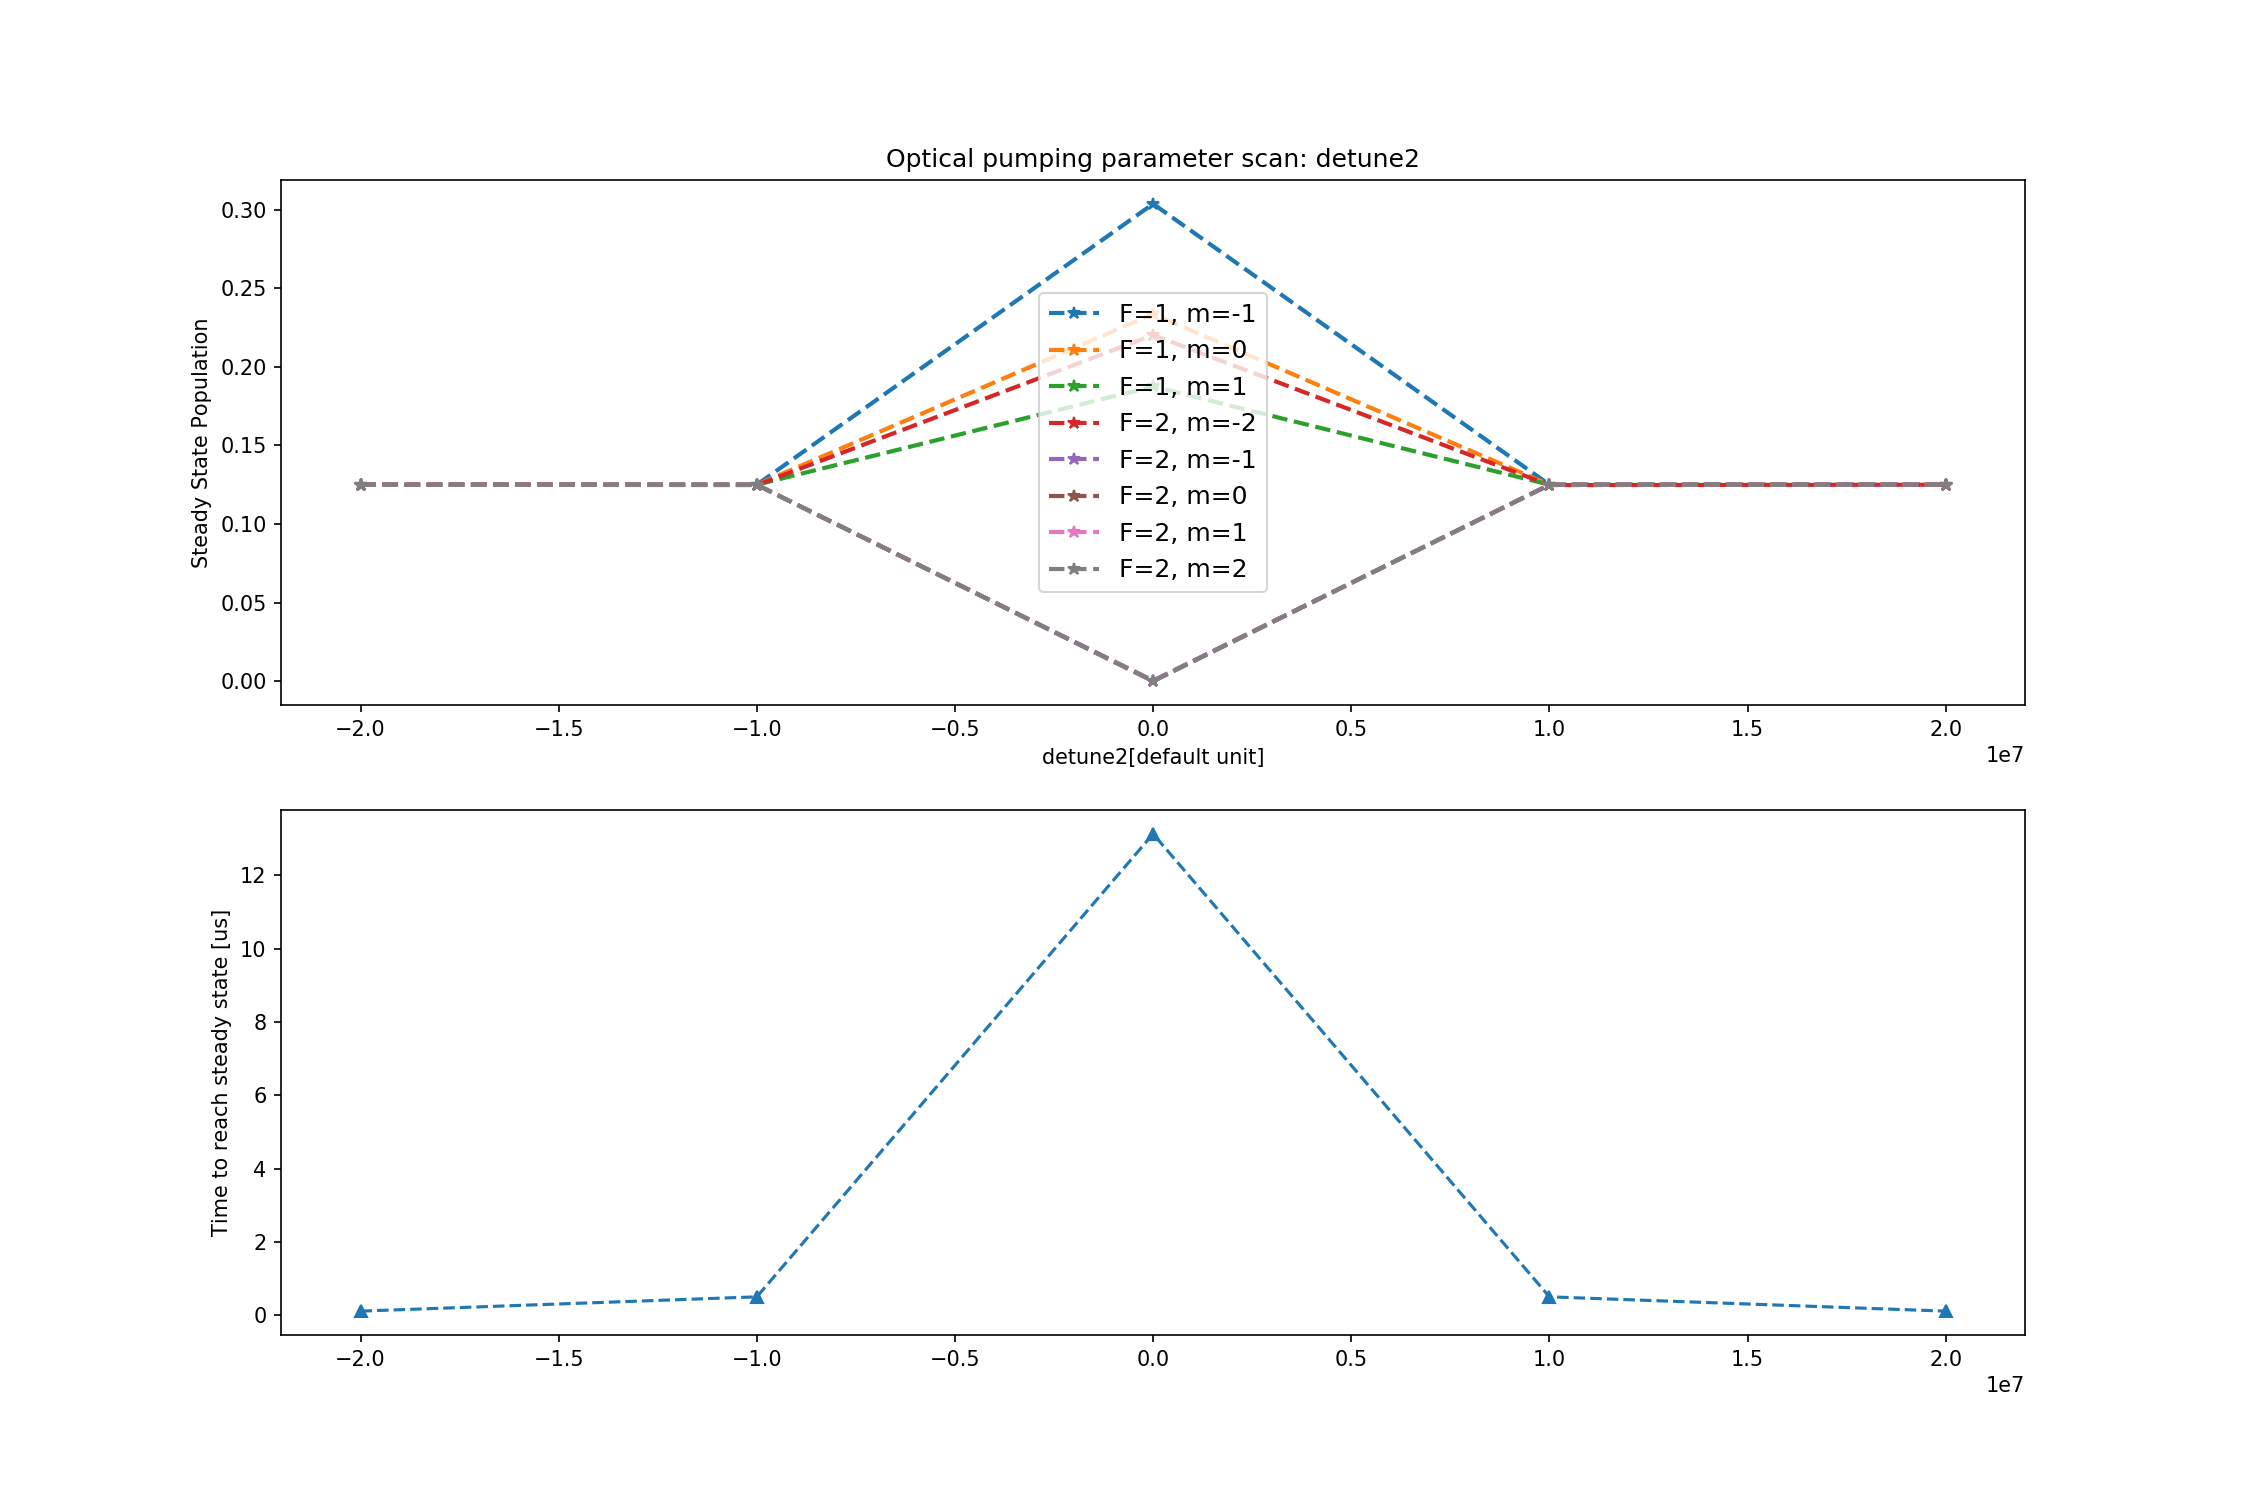 Optical pumping parameter scan: detune2
Steady State Population
0.30
0.25
0.20
0.15
0.10
0.05
0.00
F=1, m=-1
F=1, m=0
F=1, m=1
F=2, m=-2
F=2, m=-1
F=2, m=0
F=2, m=1
F=2, m=2
−2.0 −1.5 −1.0 −0.5 0.0 0.5 1.0 1.5 2.0
detune2[default unit]
1e7
Time to reach steady state [us]
12
10
8
6
4
2
0
−2.0 −1.5 −1.0 −0.5 0.0 0.5 1.0 1.5 2.0
1e7